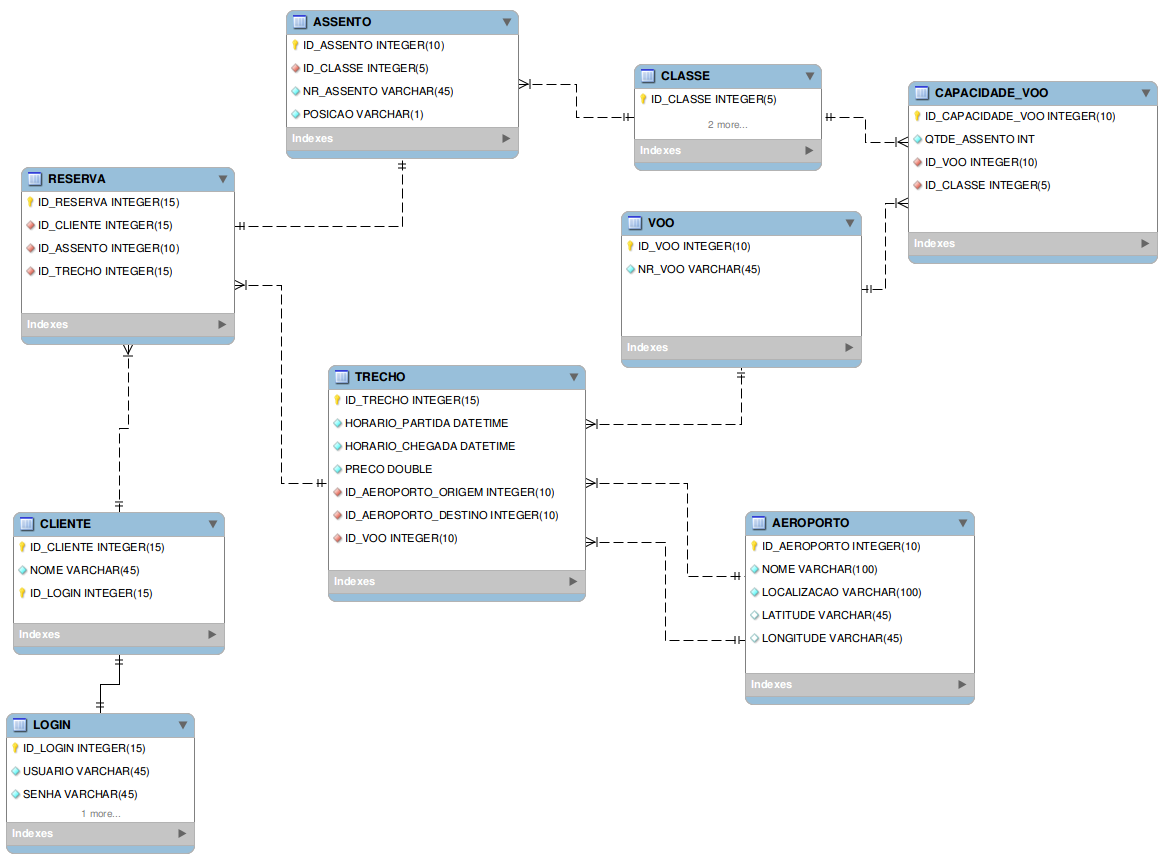 ASSENTO
ID_ASSENTO INTEGER(10)
ID_CLASSE INTEGER(5)
NR_ASSENTO VARCHAR(45)
POSICAO VARCHAR(1)
Indexes
CLASSE
ID_CLASSE INTEGER(5)
2 more...
Indexes
CAPACIDADE_VOO
ID_CAPACIDADE_VOO INTEGER(10)
QTDE_ASSENTO INT
ID_VOO INTEGER(10)
ID_CLASSE INTEGER(5)
Indexes
RESERVA
ID_RESERVA INTEGER(15)
ID_CLIENTE INTEGER(15)
ID_ASSENTO INTEGER(10)
ID_TRECHO INTEGER(15)
Indexes
VOO
ID_VOO INTEGER(10)
NR_VOO VARCHAR(45)
Indexes
TRECHO
ID_TRECHO INTEGER(15)
HORARIO_PARTIDA DATETIME
HORARIO_CHEGADA DATETIME
PRECO DOUBLE
ID_AEROPORTO_ORIGEM INTEGER(10)
ID_AEROPORTO_DESTINO INTEGER(10)
ID_VOO INTEGER(10)
Indexes
CLIENTE
ID_CLIENTE INTEGER(15)
NOME VARCHAR(45)
ID_LOGIN INTEGER(15)
Indexes
AEROPORTO
ID_AEROPORTO INTEGER(10)
NOME VARCHAR(100)
LOCALIZACAO VARCHAR(100)
LATITUDE VARCHAR(45)
LONGITUDE VARCHAR(45)
Indexes
LOGIN
ID_LOGIN INTEGER(15)
USUARIO VARCHAR(45)
SENHA VARCHAR(45)
1 more...
Indexes